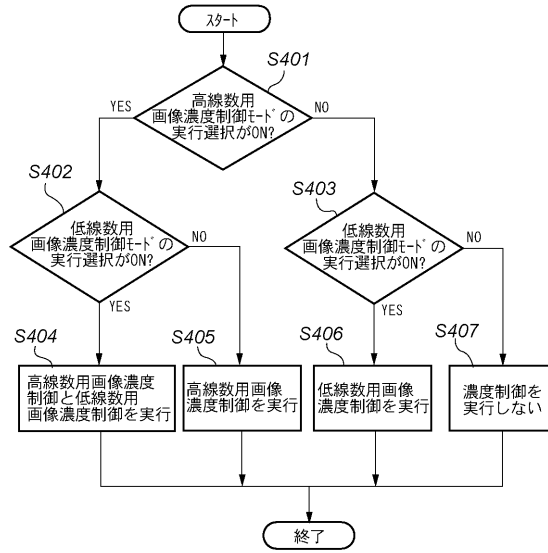 スタート
S401
高線数用
画像濃度制御ﾓｰﾄﾞの
実行選択がON?
YES
NO
S402
低線数用
画像濃度制御ﾓｰﾄﾞの
実行選択がON?
NO
YES
S403
低線数用
画像濃度制御ﾓｰﾄﾞの
実行選択がON?
NO
YES
S404
高線数用画像濃度
制御と低線数用
画像濃度制御を実行
S405
高線数用画像
濃度制御を実行
S406
低線数用画像
濃度制御を実行
S407
濃度制御を
実行しない
終了